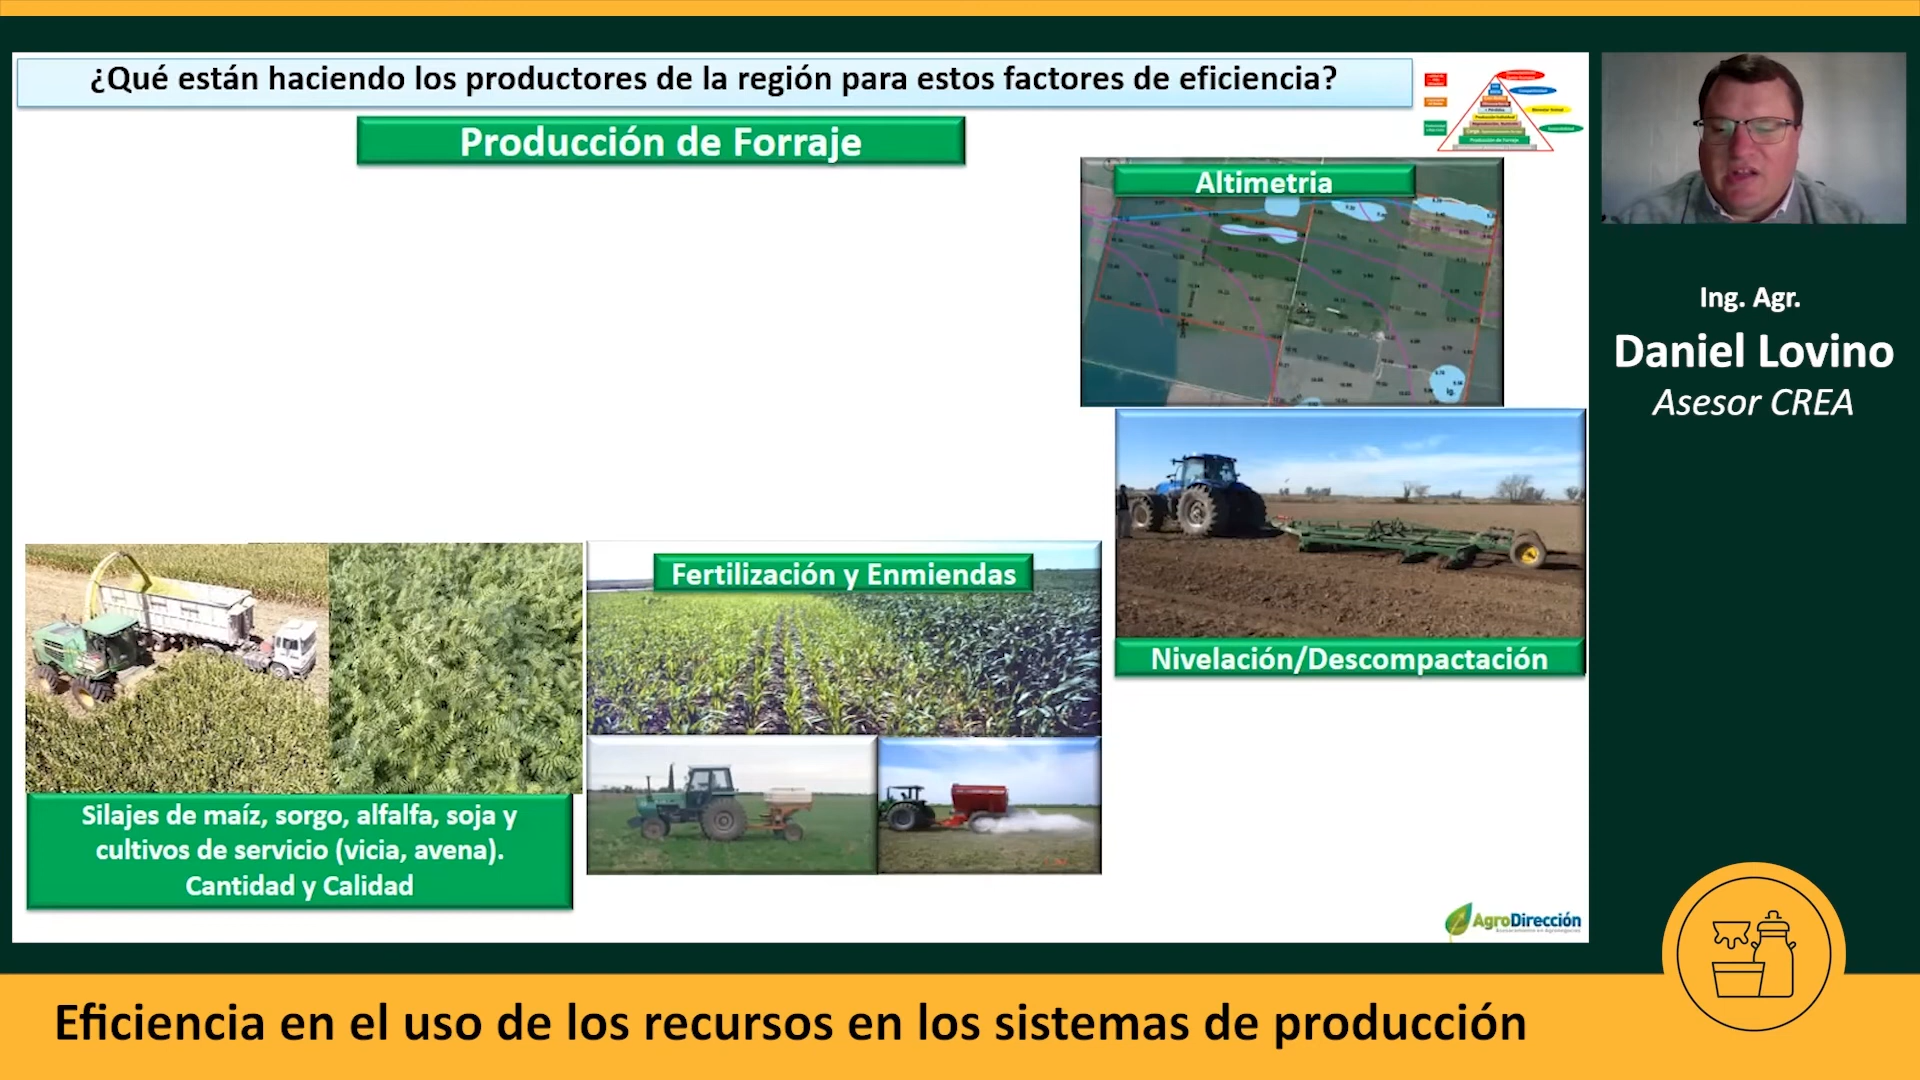 ¿Qué están haciendo los productores de la región para estos factores de eficiencia?
Producción de Forraje
Altimetria
Fertilización y Enmiendas
Nivelación/Descompactación
Silajes de maíz, sorgo, alfalfa, soja y
cultivos de servicio (vicia, avena).
Cantidad y Calidad
AgroDirección
Ing. Agr.
Daniel Lovino
Asesor CREA
Eficiencia en el uso de los recursos en los sistemas de producción